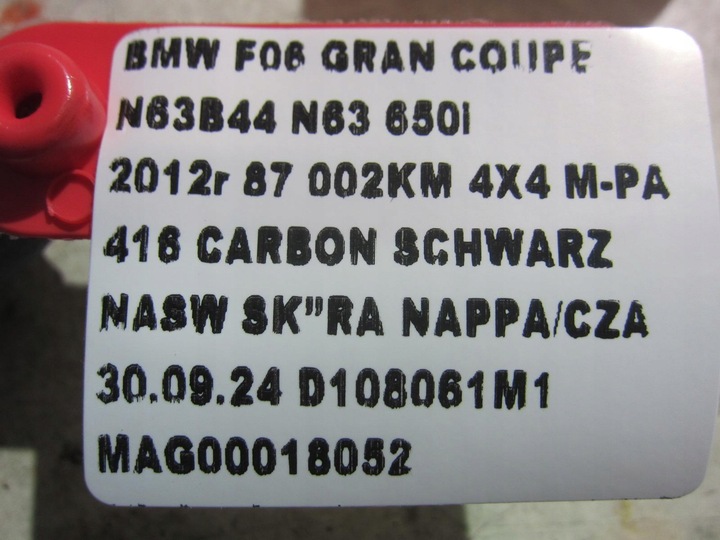 BMW F06 GRAN COUPE
N63B44 N63 650i
2012r 87 002KM 4X4 M-PA
416 CARBON SCHWARZ
NASW SK"RA NAPPA/CZA
30.09.24 D108061M1
MAG00018052